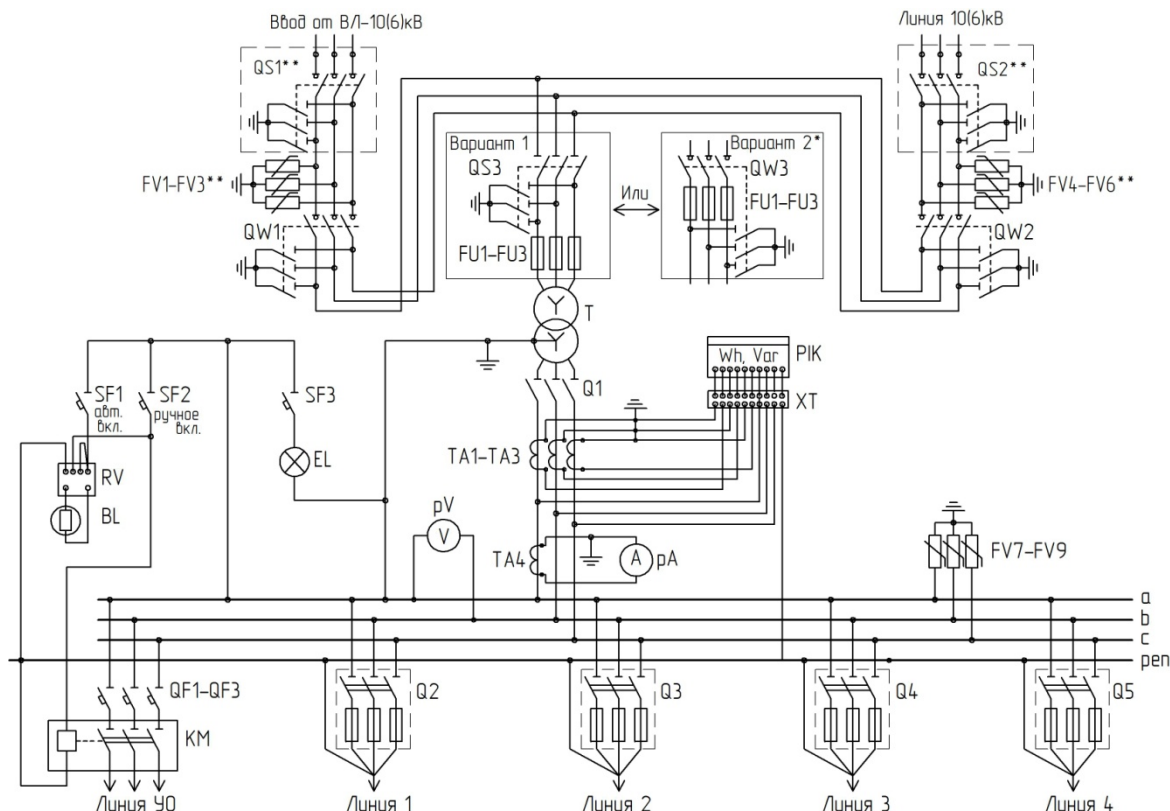 Ввод от ВЛ-10(6)кВ
Линия 10(6)кВ
QS1**
QS2**
Вариант 1
Вариант 2*
QS3
QW3
FV1-FV3**
Или
FU1-FU3
FV4-FV6**
QW1
FU1-FU3
QW2
T
Wh, Var
PIK
SF1
авт.
вкл.
SF2
ручное
вкл.
SF3
Q1
XT
TA1-TA3
EL
RV
BL
pV
V
TA4
A
pA
FV7-FV9
a
b
c
pen
QF1-QF3
Q2
Q3
Q4
Q5
KM
Линия УО
Линия 1
Линия 2
Линия 3
Линия 4